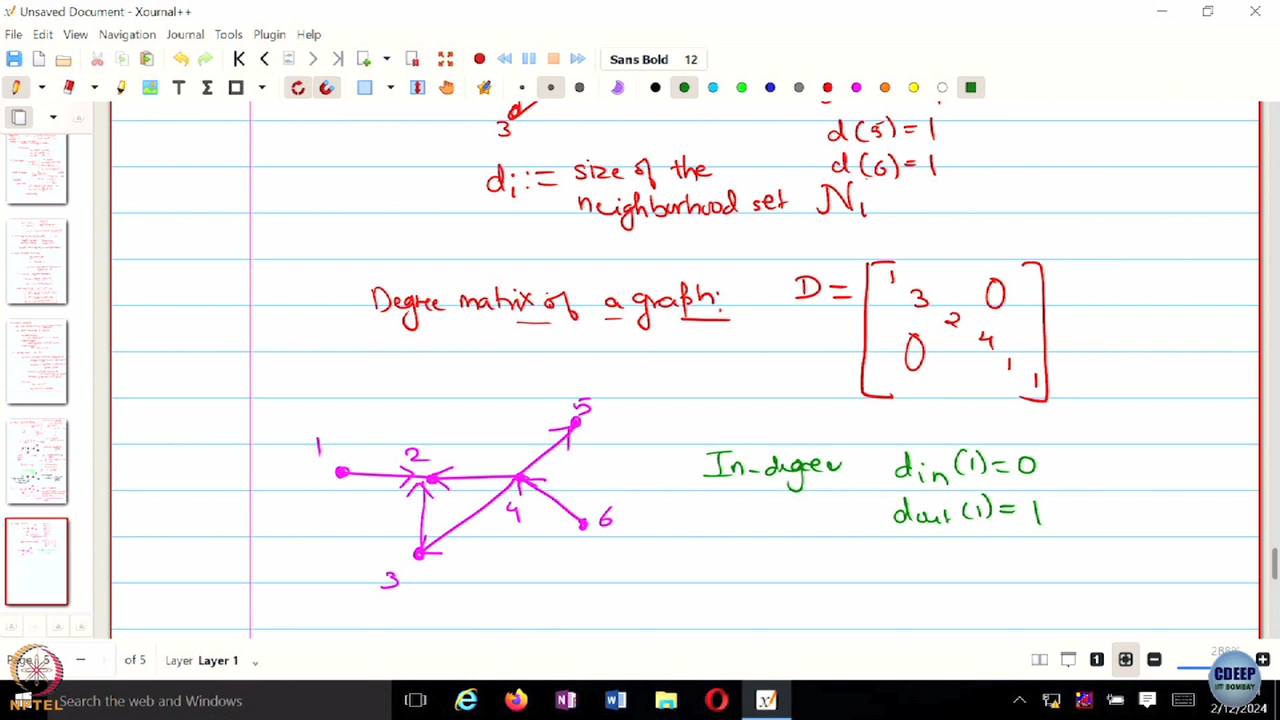 Unsaved Document - Xournal++
File Edit View Navigation Journal Tools Plugin Help
Sans Bold 12
3
d(5) = 1
d(6) = 1
di := size of the
neighborhood set Ni
Degree matrix of a graph:
D =
1
3 0
2
0 4
1
1
5
1
2
4
6
3
In-degree din(1) = 0
dout(1) = 1
of 5 Layer Layer 1
NPTEL
Search the web and Windows
CDEEP
IIT BOMBAY
2/12/2024